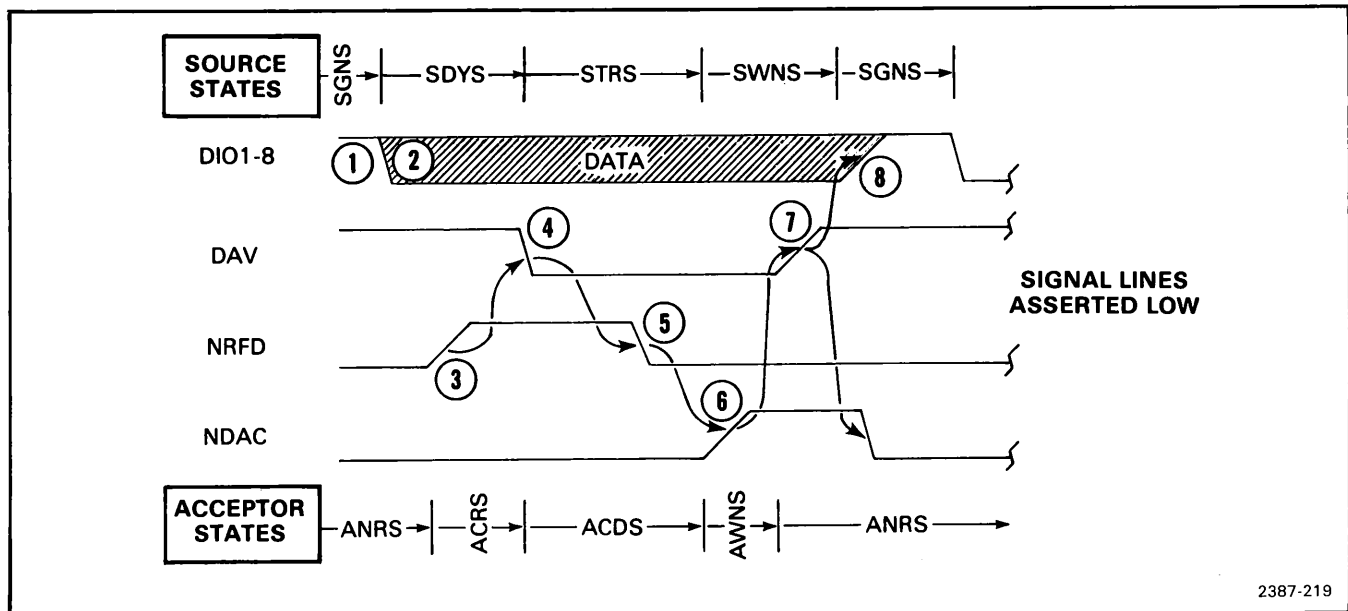 SOURCE
STATES
SGNS
SDYS
STRS
SWNS
SGNS
DIO1-8
1
2
DATA
8
DAV
4
7
SIGNAL LINES
ASSERTED LOW
NRFD
3
5
NDAC
6
ACCEPTOR
STATES
ANRS
ACRS
ACDS
AWNS
ANRS
2387-219